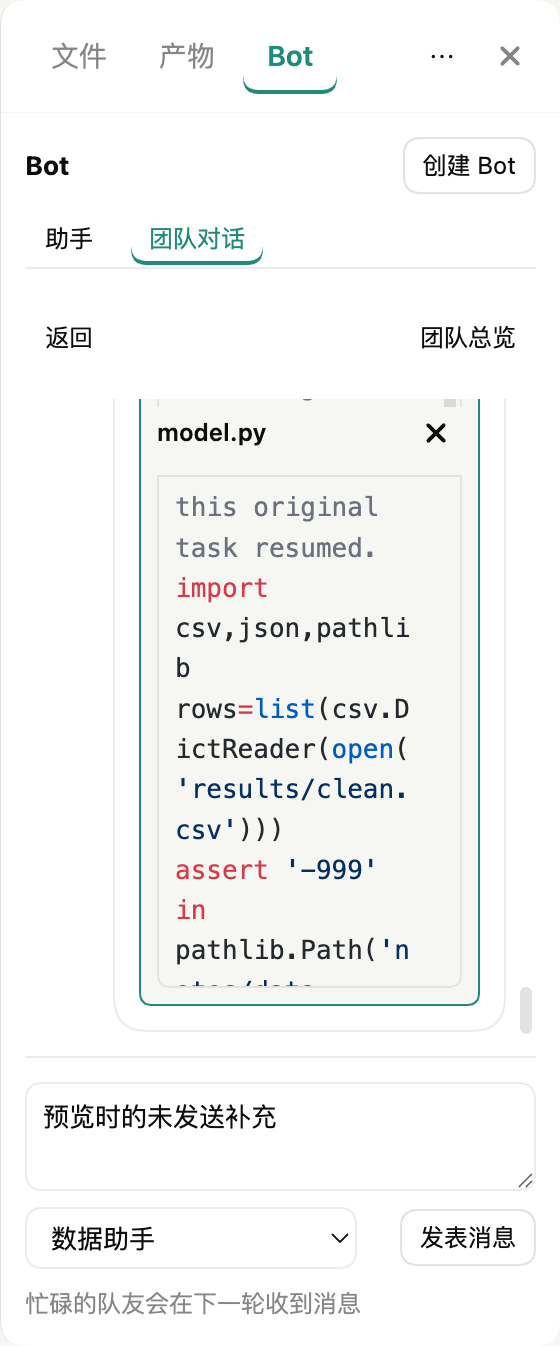 文件 产物 Bot ...
Bot 创建 Bot
助手 团队对话
返回 团队总览
model.py
this original
task resumed.
import
csv,json,pathli
b
rows=list(csv.D
ictReader(open(
'results/clean.
csv')))
assert '-999'
in
pathlib.Path('n
预览时的未发送补充
数据助手 发表消息
忙碌的队友会在下一轮收到消息